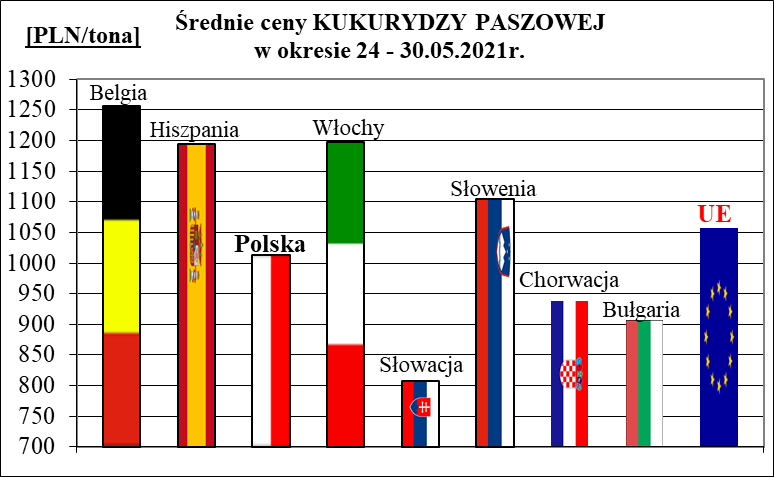 Średnie ceny KUKURYDZY PASZOWEJ
w okresie 24 - 30.05.2021r.
[PLN/tona]
1300
1250
1200
1150
1100
1050
1000
950
900
850
800
750
700
Belgia
Hiszpania
Polska
Włochy
Słowacja
Słowenia
Chorwacja
Bułgaria
UE